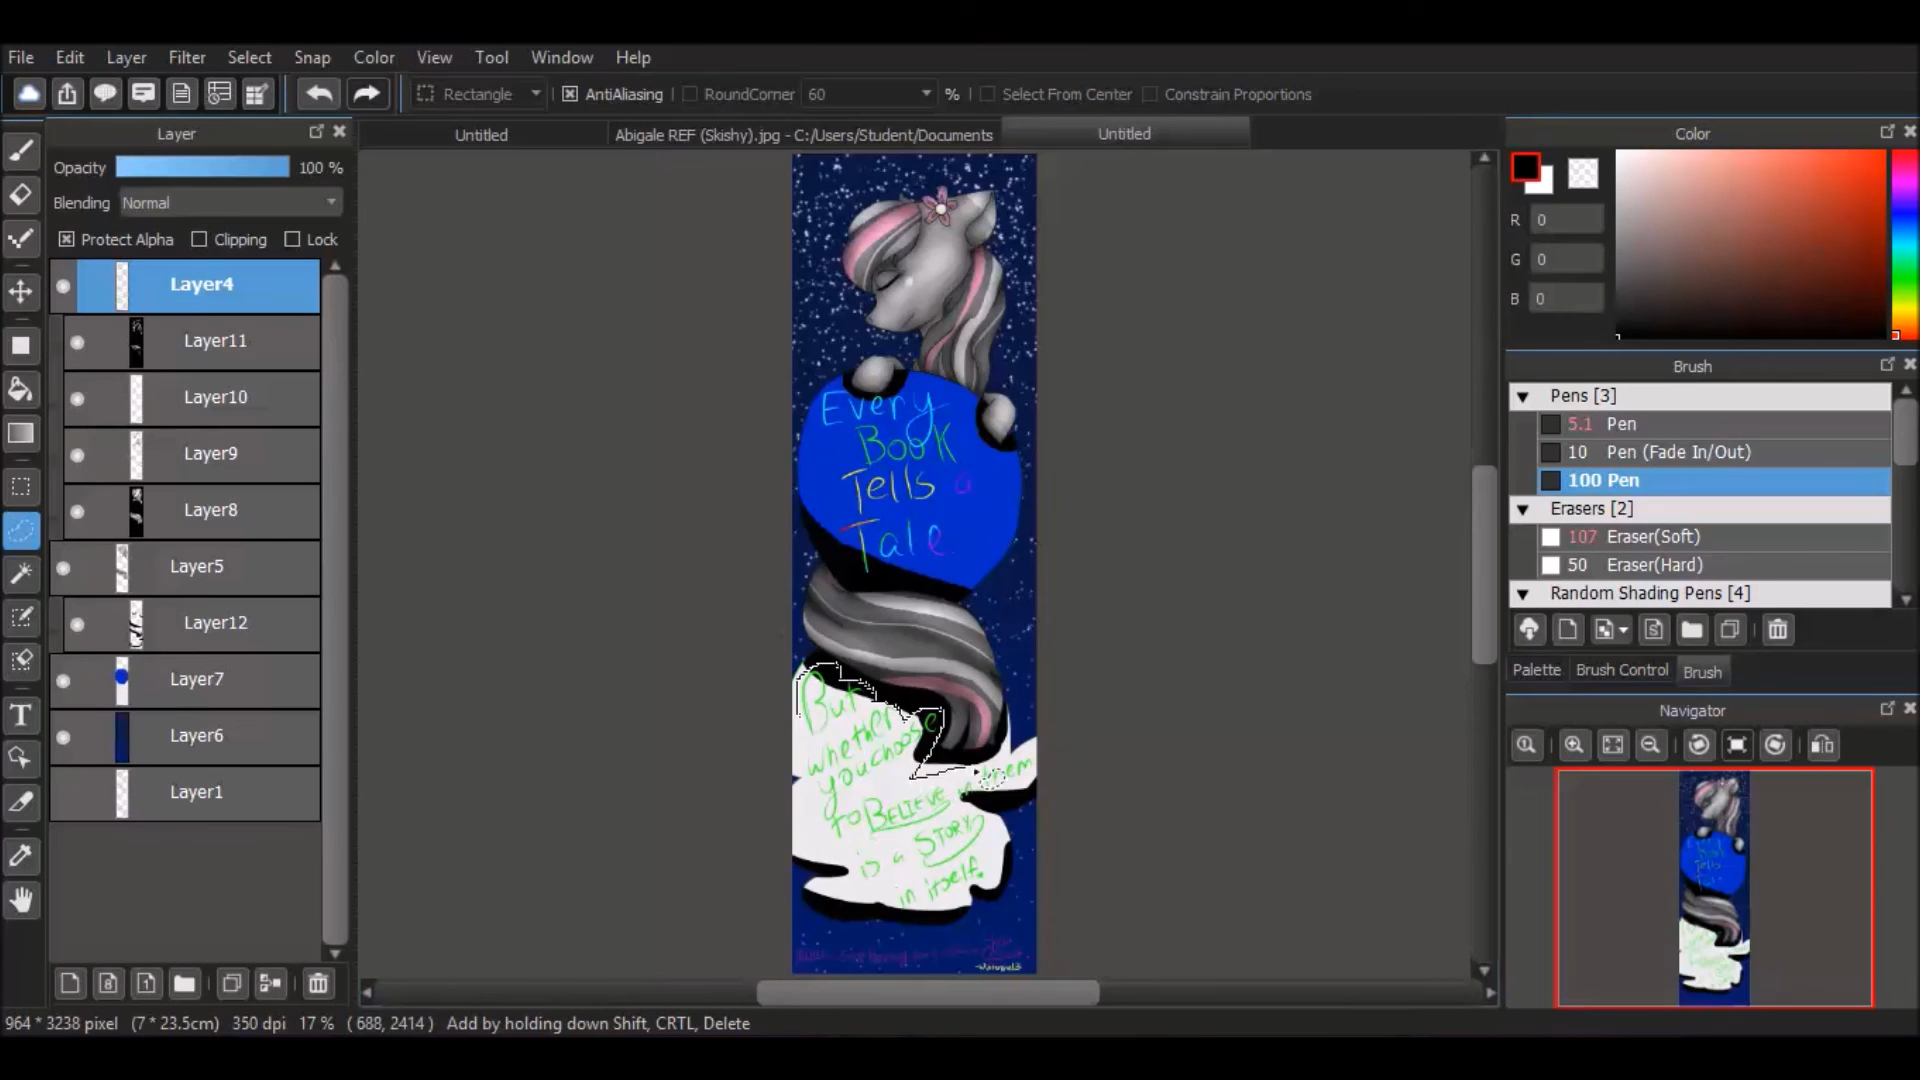 File Edit Layer Filter Select Snap Color View Tool Window Help
Rectangle AntiAliasing RoundCorner 60 % Select From Center Constrain Proportions
Layer
Untitled Abigale REF (Skishy).jpg - C:/Users/Student/Documents Untitled
Opacity 100 %
Blending Normal
Protect Alpha Clipping Lock
Layer4
Layer11
Layer10
Layer9
Layer8
Layer5
Layer12
Layer7
Layer6
Layer1
Every
Book
Tells a
Tale
But
whether
you choose
to BELIEVE in them
is a STORY
in itself.
Color
R 0
G 0
B 0
Brush
Pens [3]
5.1 Pen
10 Pen (Fade In/Out)
100 Pen
Erasers [2]
107 Eraser(Soft)
50 Eraser(Hard)
Random Shading Pens [4]
Palette Brush Control Brush
Navigator
964 * 3238 pixel (7 * 23.5cm) 350 dpi 17 % ( 688, 2414 ) Add by holding down Shift, CRTL, Delete